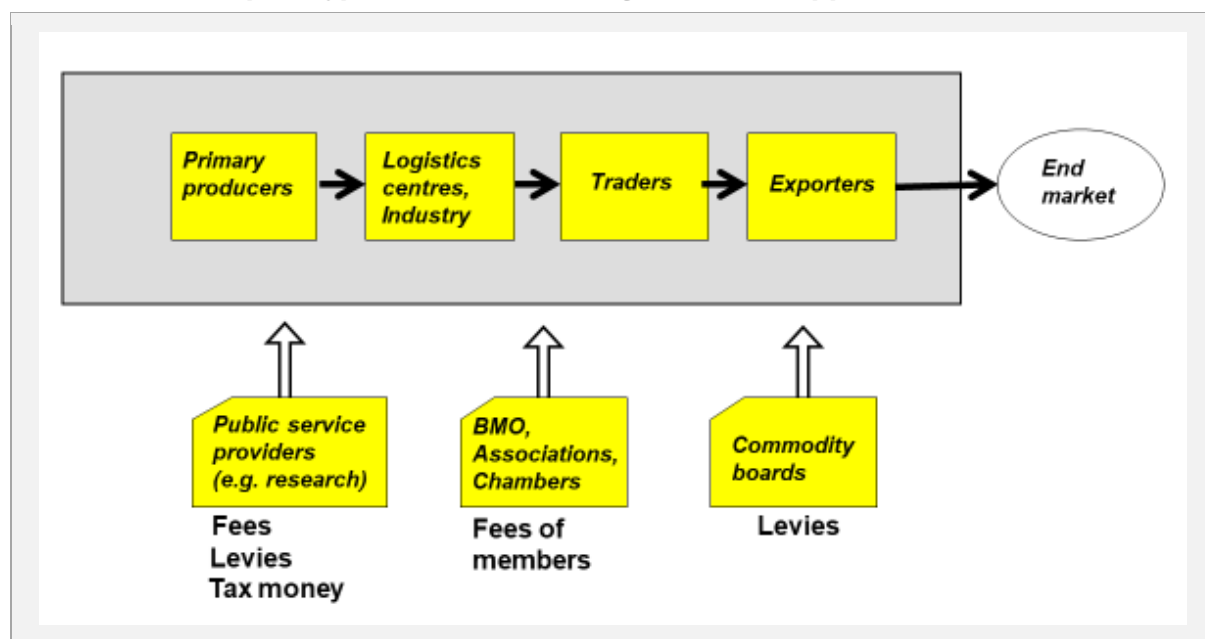 Primary
producers
Logistics
centres,
Industry
Traders
Exporters
End
market
Public service
providers
(e.g. research)
BMO,
Associations,
Chambers
Commodity
boards
Fees
Levies
Tax money
Fees of
members
Levies